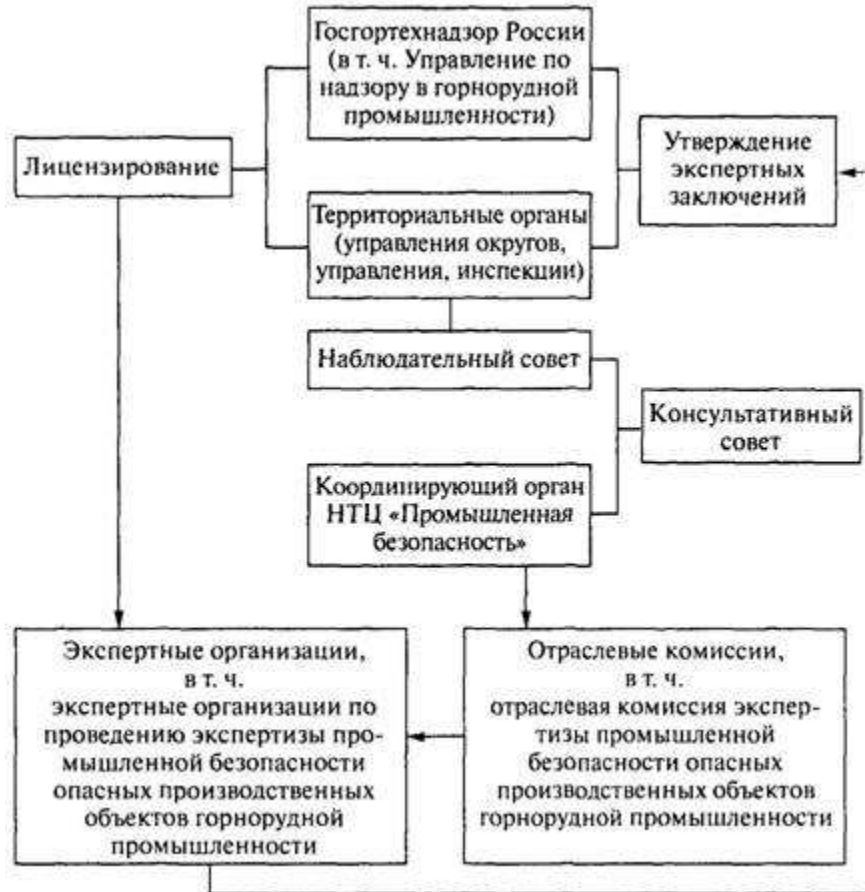 Госгортехнадзор России
(в т. ч. Управление по
надзору в горнорудной
промышленности)
Лицензирование
Утверждение
экспертных
заключений
Территориальные органы
(управления округов,
управления, инспекции)
Наблюдательный совет
Консультативный
совет
Координирующий орган
НТЦ «Промышленная
безопасность»
Экспертные организации,
в т. ч.
экспертные организации по
проведению экспертизы про-
мышленной безопасности
опасных производственных
объектов горнорудной
промышленности
Отраслевые комиссии,
в т. ч.
отраслевая комиссия экспер-
тизы промышленной
безопасности опасных
производственных объектов
горнорудной промышленности